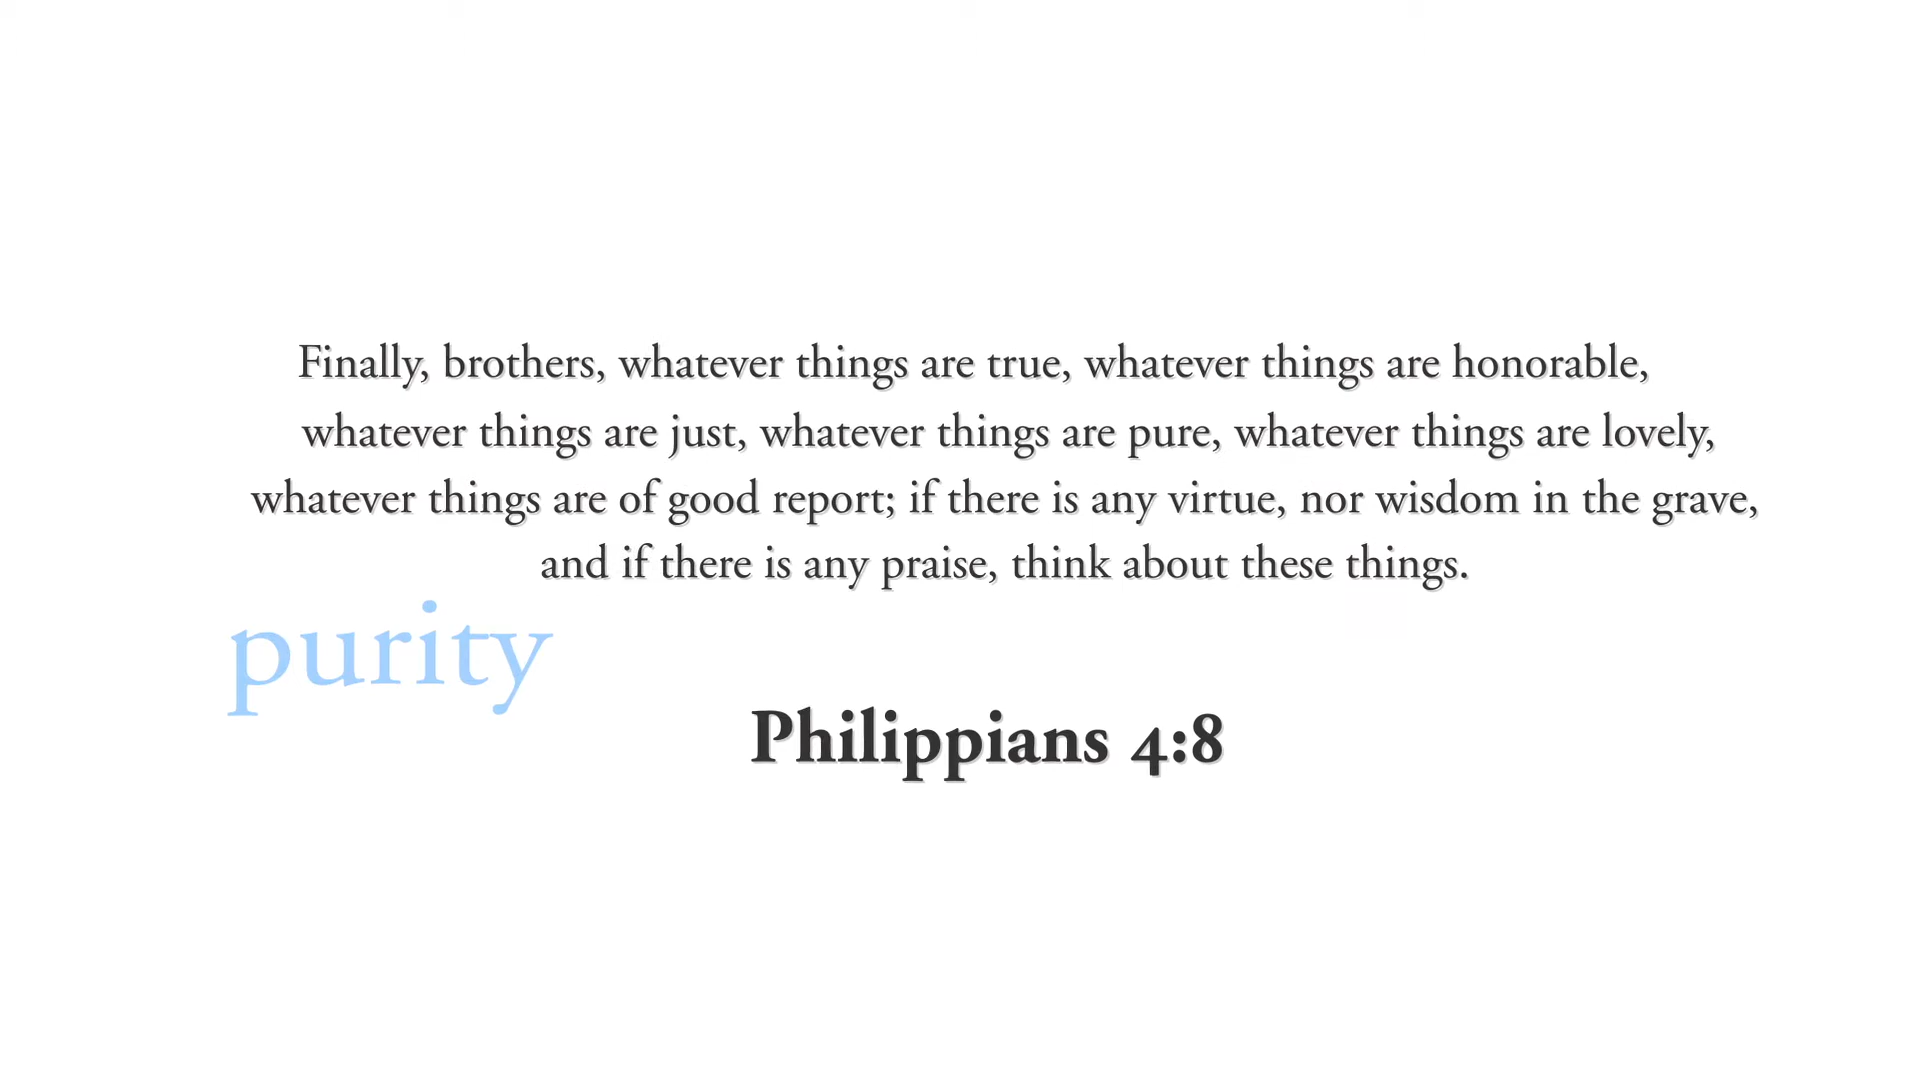 Finally, brothers, whatever things are true, whatever things are honorable,
whatever things are just, whatever things are pure, whatever things are lovely,
whatever things are of good report; if there is any virtue, nor wisdom in the grave,
and if there is any praise, think about these things.
purity
Philippians 4:8